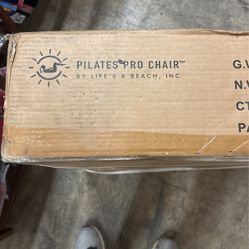 PILATES PRO CHAIR™
BY LIFE'S A BEACH, INC.
G.W
N.V
CT
PA